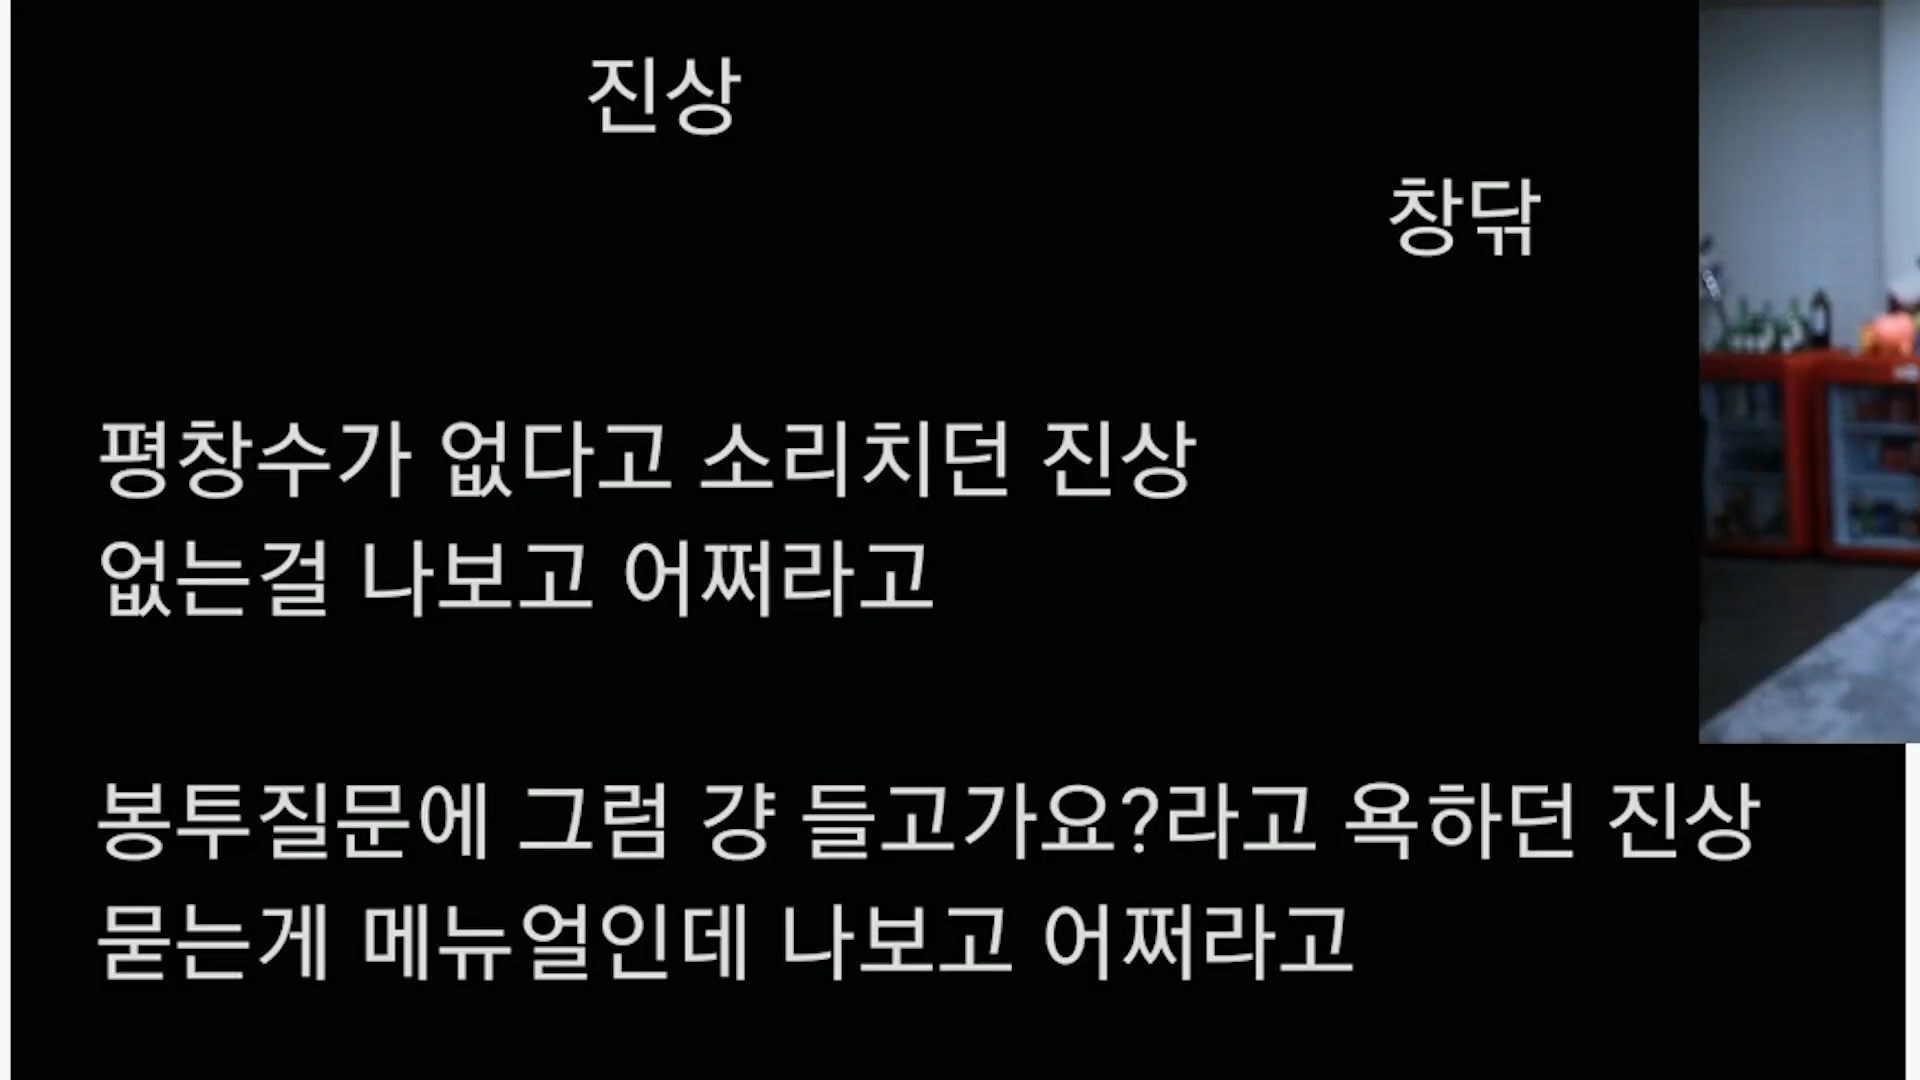 진상
창닦
평창수가 없다고 소리치던 진상
없는걸 나보고 어쩌라고
봉투질문에 그럼 걍 들고가요?라고 욕하던 진상
묻는게 메뉴얼인데 나보고 어쩌라고